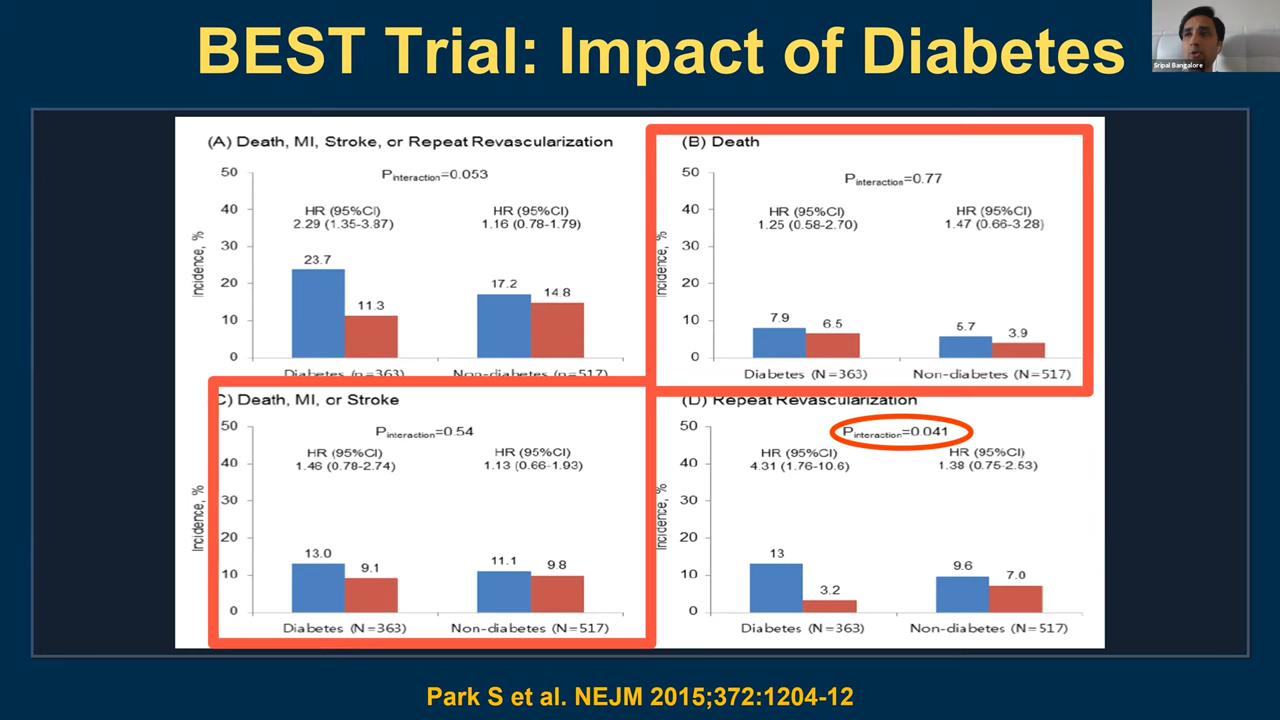 BEST Trial: Impact of Diabetes
Sripal Bangalore
(A) Death, MI, Stroke, or Repeat Revascularization
Pinteraction=0.053
HR (95%CI)
2.29 (1.35-3.87)
HR (95%CI)
1.16 (0.78-1.79)
Incidence, %
50
40
30
20
10
0
23.7
11.3
17.2
14.8
Diabetes (n=363)
Non-diabetes (n=517)
(B) Death
Pinteraction=0.77
HR (95%CI)
1.25 (0.58-2.70)
HR (95%CI)
1.47 (0.66-3.28)
Incidence, %
50
40
30
20
10
0
7.9
6.5
5.7
3.9
Diabetes (N=363)
Non-diabetes (N=517)
C) Death, MI, or Stroke
Pinteraction=0.54
HR (95%CI)
1.46 (0.78-2.74)
HR (95%CI)
1.13 (0.66-1.93)
Incidence, %
50
40
30
20
10
0
13.0
9.1
11.1
9.8
Diabetes (N=363)
Non-diabetes (N=517)
(D) Repeat Revascularization
Pinteraction=0.041
HR (95%CI)
4.31 (1.76-10.6)
HR (95%CI)
1.38 (0.75-2.53)
Incidence, %
50
40
30
20
10
0
13
3.2
9.6
7.0
Diabetes (N=363)
Non-diabetes (N=517)
Park S et al. NEJM 2015;372:1204-12